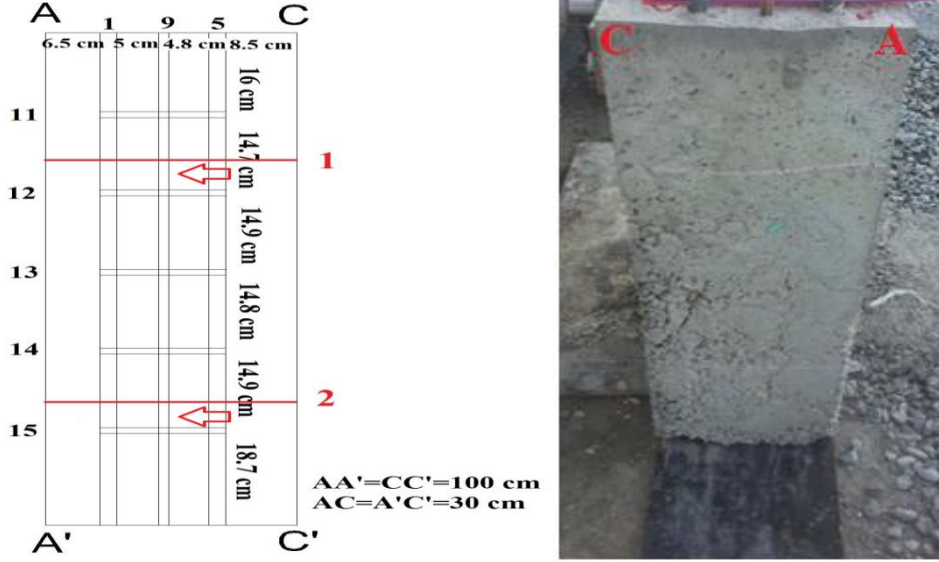 A C
1 9 5
6.5 cm 5 cm 4.8 cm 8.5 cm
16 cm
11
14.7 cm
1
12
14.9 cm
13
14.8 cm
14
14.9 cm
2
15
18.7 cm
AA'=CC'=100 cm
AC=A'C'=30 cm
A' C'
C A